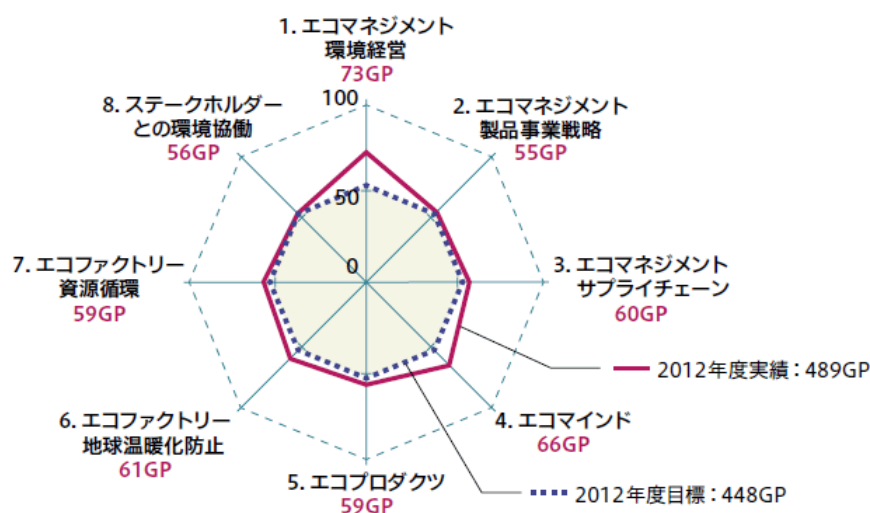 1. エコマネジメント
環境経営
73GP
100
50
0
2. エコマネジメント
製品事業戦略
55GP
3. エコマネジメント
サプライチェーン
60GP
2012年度実績：489GP
4. エコマインド
66GP
2012年度目標：448GP
5. エコプロダクツ
59GP
6. エコファクトリー
地球温暖化防止
61GP
7. エコファクトリー
資源循環
59GP
8. ステークホルダー
との環境協働
56GP